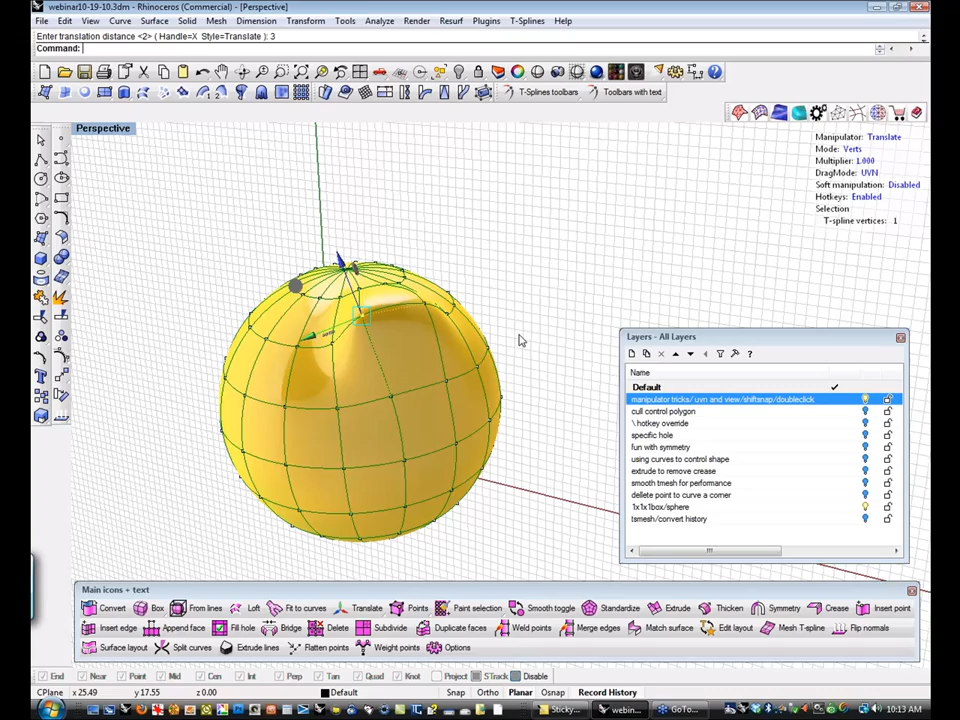 webinar10-19-10.3dm - Rhinoceros (Commercial) - [Perspective]
File Edit View Curve Surface Solid Mesh Dimension Transform Tools Analyze Render Resurf Plugins T-Splines Help
Enter translation distance <2> ( Handle=X Style=Translate ): 3
Command:
T-Splines toolbars Toolbars with text
Perspective
Manipulator: Translate
Mode: Verts
Multiplier: 1.000
DragMode: UVN
Soft manipulation: Disabled
Hotkeys: Enabled
Selection
T-spline vertices: 1
Layers - All Layers
Name
Default
manipulator tricks/ uvn and view/shiftsnap/doubleclick
cull control polygon
\ hotkey override
specific hole
fun with symmetry
using curves to control shape
extrude to remove crease
smooth tmesh for performance
dellete point to curve a corner
1x1x1box/sphere
tsmesh/convert history
Main icons + text
Convert Box From lines Loft Fit to curves Translate Points Paint selection Smooth toggle Standardize Extrude Thicken Symmetry Crease Insert point
Insert edge Append face Fill hole Bridge Delete Subdivide Duplicate faces Weld points Merge edges Match surface Edit layout Mesh T-spline Flip normals
Surface layout Split curves Extrude lines Flatten points Weight points Options
End Near Point Mid Cen Int Perp Tan Quad Knot Project STrack Disable
CPlane x 25.49 y 17.55 z 0.00 Default Snap Ortho Planar Osnap Record History
Sticky... webin... GoTo... 10:13 AM